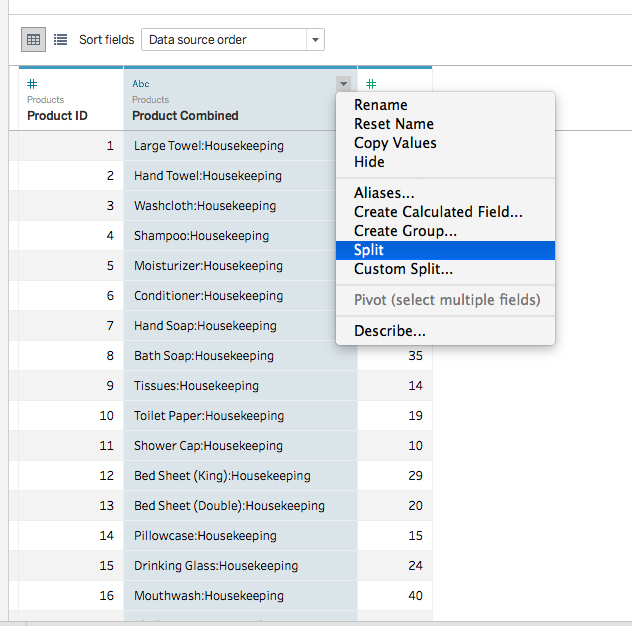 Sort fields Data source order
# Abc #
Products Products
Product ID Product Combined
Rename
Reset Name
Copy Values
Hide
Aliases...
Create Calculated Field...
Create Group...
Split
Custom Split...
Pivot (select multiple fields)
Describe...
1 Large Towel:Housekeeping
2 Hand Towel:Housekeeping
3 Washcloth:Housekeeping
4 Shampoo:Housekeeping
5 Moisturizer:Housekeeping
6 Conditioner:Housekeeping
7 Hand Soap:Housekeeping
8 Bath Soap:Housekeeping 35
9 Tissues:Housekeeping 14
10 Toilet Paper:Housekeeping 19
11 Shower Cap:Housekeeping 10
12 Bed Sheet (King):Housekeeping 29
13 Bed Sheet (Double):Housekeeping 20
14 Pillowcase:Housekeeping 15
15 Drinking Glass:Housekeeping 24
16 Mouthwash:Housekeeping 40